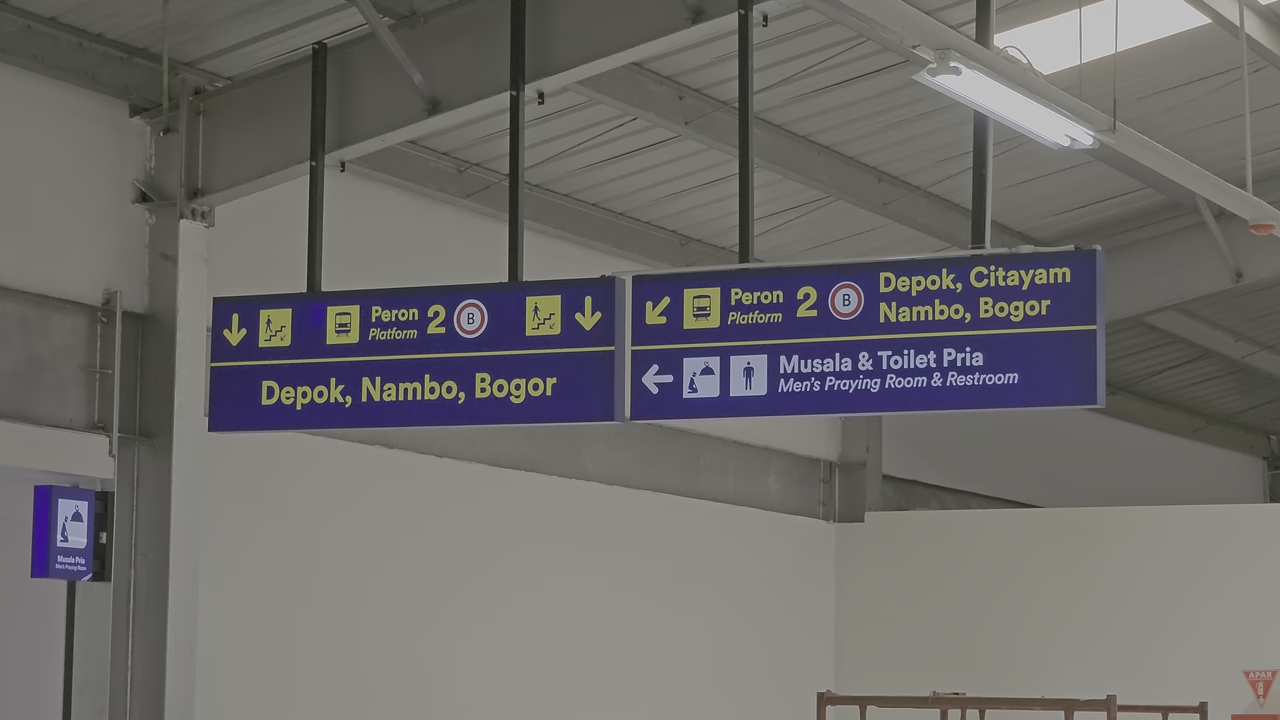 Peron
Platform
2
B
Depok, Nambo, Bogor
Peron
Platform
2
B
Depok, Citayam
Nambo, Bogor
Musala & Toilet Pria
Men's Praying Room & Restroom
Musala Pria
Men's Praying Room
APAR